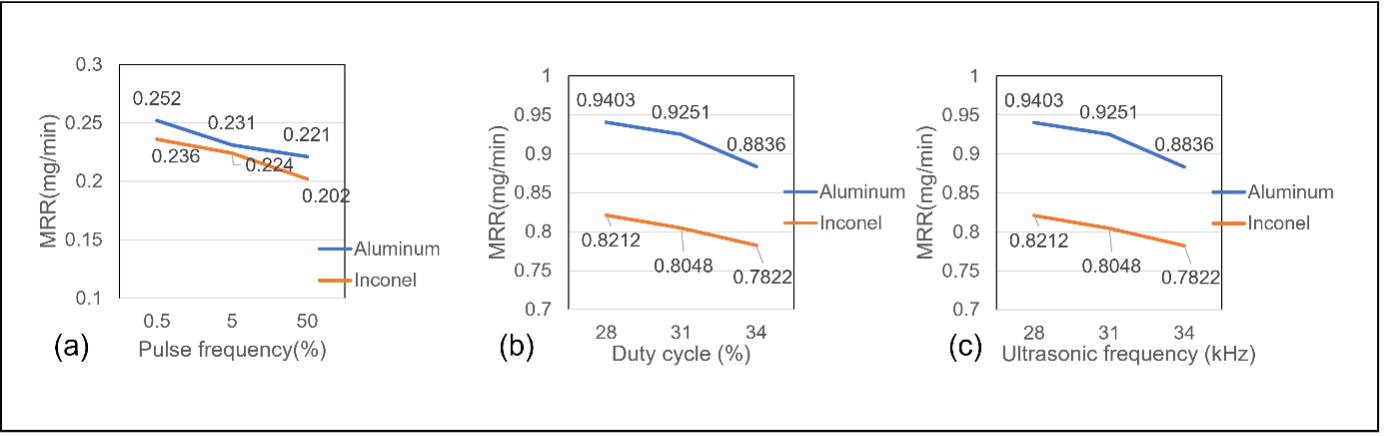 0.3
0.25
0.2
0.15
0.1
MRR(mg/min)
0.252
0.231
0.221
0.236
0.224
0.202
Aluminum
Inconel
0.5 5 50
(a) Pulse frequency(%)
1
0.95
0.9
0.85
0.8
0.75
0.7
MRR(mg/min)
0.9403
0.9251
0.8836
0.8212
0.8048
0.7822
Aluminum
Inconel
28 31 34
(b) Duty cycle (%)
1
0.95
0.9
0.85
0.8
0.75
0.7
MRR(mg/min)
0.9403
0.9251
0.8836
0.8212
0.8048
0.7822
Aluminum
Inconel
28 31 34
(c) Ultrasonic frequency (kHz)